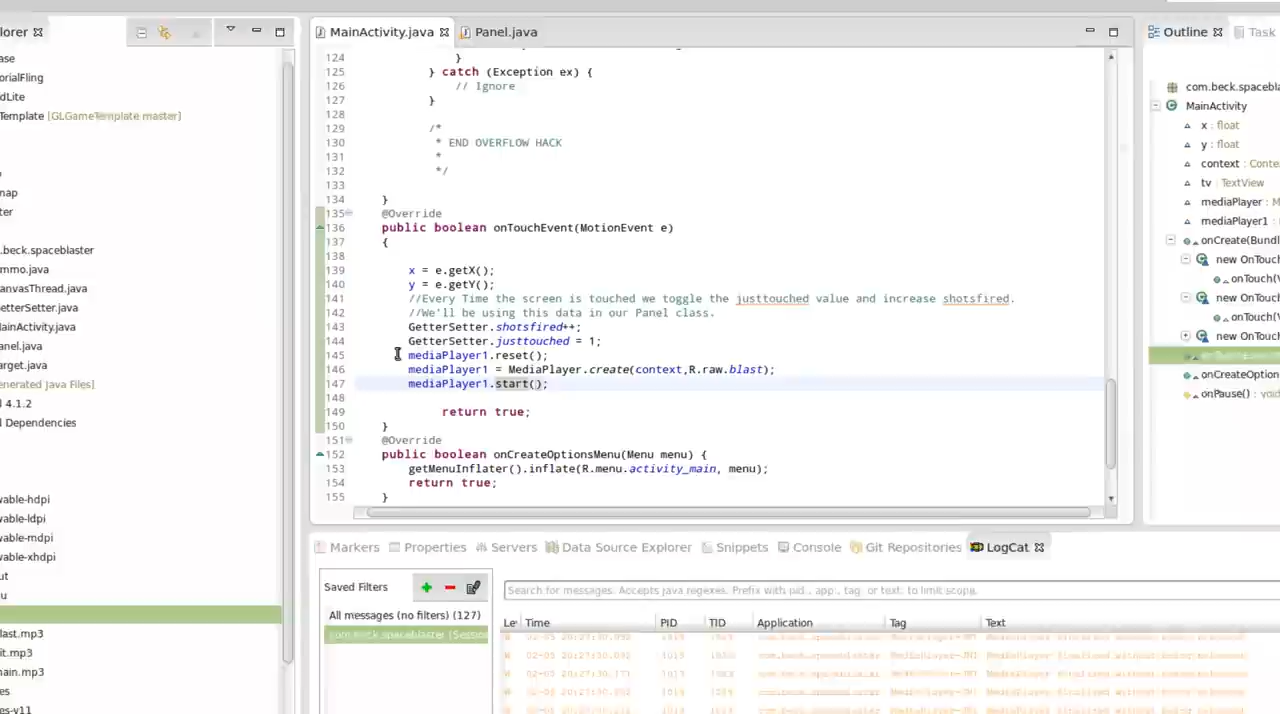 lorer
ase
orialFling
dLite
Template [GLGameTemplate master]
map
ter
.beck.spaceblaster
mmo.java
anvasThread.java
etterSetter.java
MainActivity.java
anel.java
arget.java
enerated Java Files]
4.1.2
Dependencies
wable-hdpi
wable-ldpi
wable-mdpi
wable-xhdpi
ut
u
last.mp3
it.mp3
nain.mp3
es
es-v11
MainActivity.java
Panel.java
124 }
125 } catch (Exception ex) {
126 // Ignore
127 }
128
129 /*
130 * END OVERFLOW HACK
131 *
132 */
133
134 }
135 @Override
136 public boolean onTouchEvent(MotionEvent e)
137 {
138
139 x = e.getX();
140 y = e.getY();
141 //Every Time the screen is touched we toggle the justtouched value and increase shotsfired.
142 //We'll be using this data in our Panel class.
143 GetterSetter.shotsfired++;
144 GetterSetter.justtouched = 1;
145 mediaPlayer1.reset();
146 mediaPlayer1 = MediaPlayer.create(context,R.raw.blast);
147 mediaPlayer1.start();
148
149 return true;
150 }
151 @Override
152 public boolean onCreateOptionsMenu(Menu menu) {
153 getMenuInflater().inflate(R.menu.activity_main, menu);
154 return true;
155 }
Outline
Task
com.beck.spacebla
MainActivity
x : float
y : float
context : Conte
tv : TextView
mediaPlayer : M
mediaPlayer1 :
onCreate(Bundl
new OnTouch
onTouch(V
new OnTouch
onTouch(V
new OnTouch
onCreateOption
onPause() : void
Markers
Properties
Servers
Data Source Explorer
Snippets
Console
Git Repositories
LogCat
Saved Filters
All messages (no filters) (127)
com.beck.spaceblaster (Session
Search for messages. Accepts java regexes. Prefix with pid:, app:, tag: or text: to limit scope.
Le Time PID TID Application Tag Text